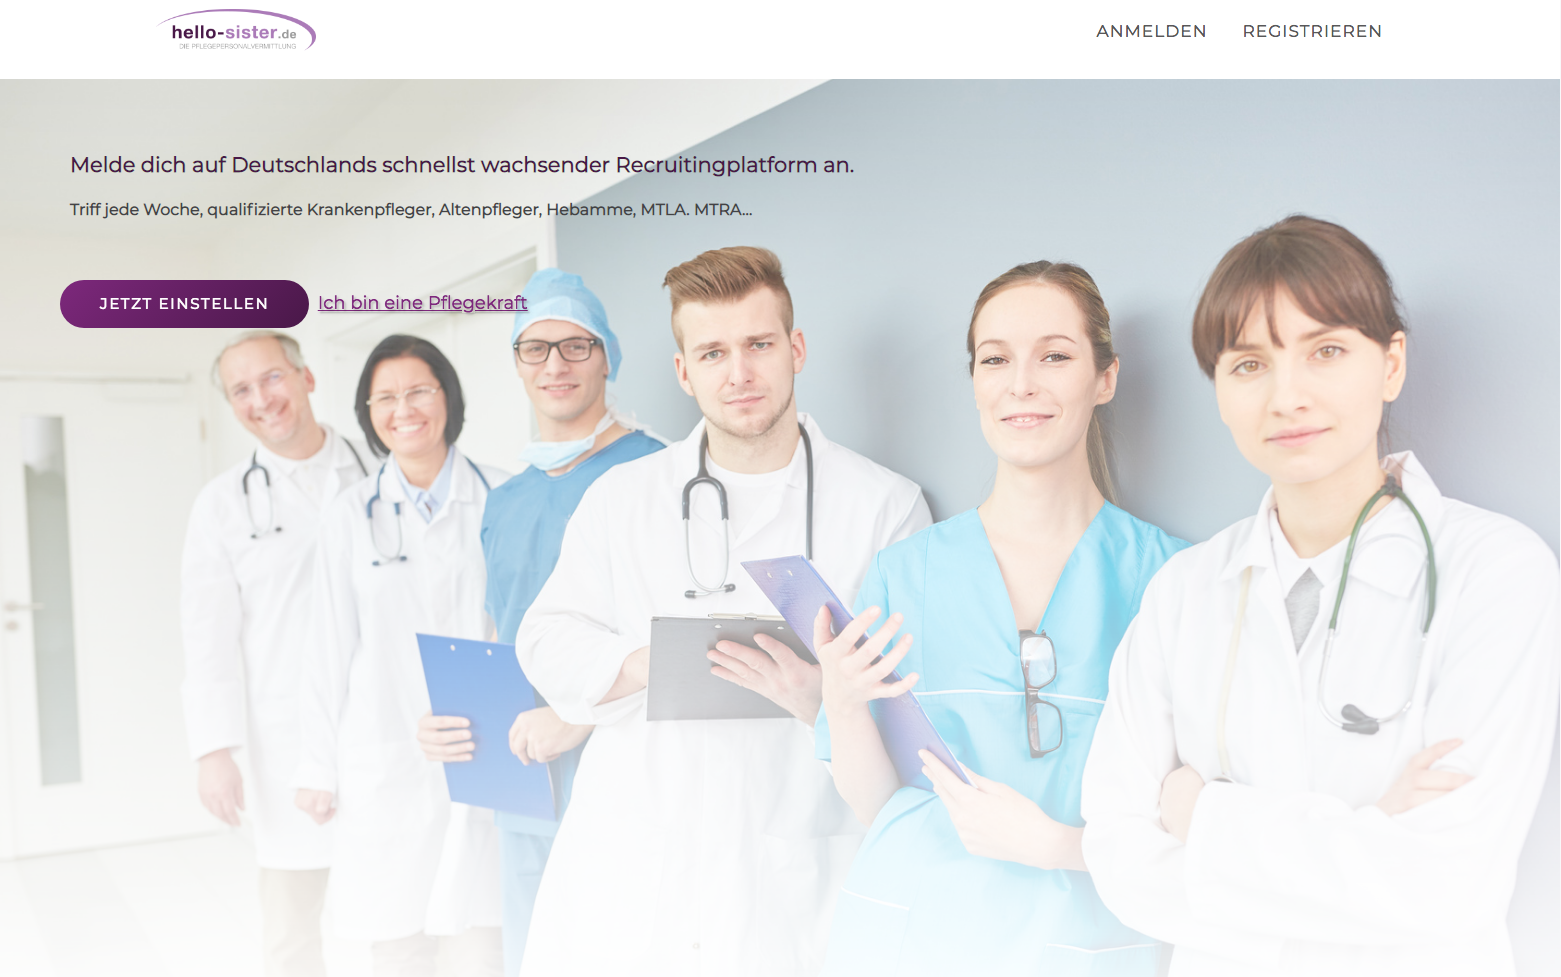 hello-sister.de
DIE PFLEGEPERSONALVERMITTLUNG
ANMELDEN
REGISTRIEREN
Melde dich auf Deutschlands schnellst wachsender Recruitingplatform an.
Triff jede Woche, qualifizierte Krankenpfleger, Altenpfleger, Hebamme, MTLA. MTRA...
JETZT EINSTELLEN
Ich bin eine Pflegekraft